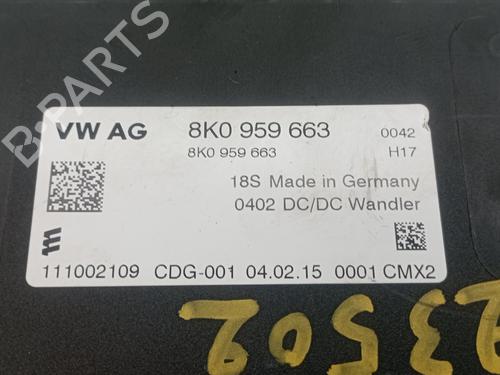 B-PARTS
VW AG 8K0 959 663 0042
8K0 959 663 H17
18S Made in Germany
0402 DC/DC Wandler
111002109 CDG-001 04.02.15 0001 CMX2
3502